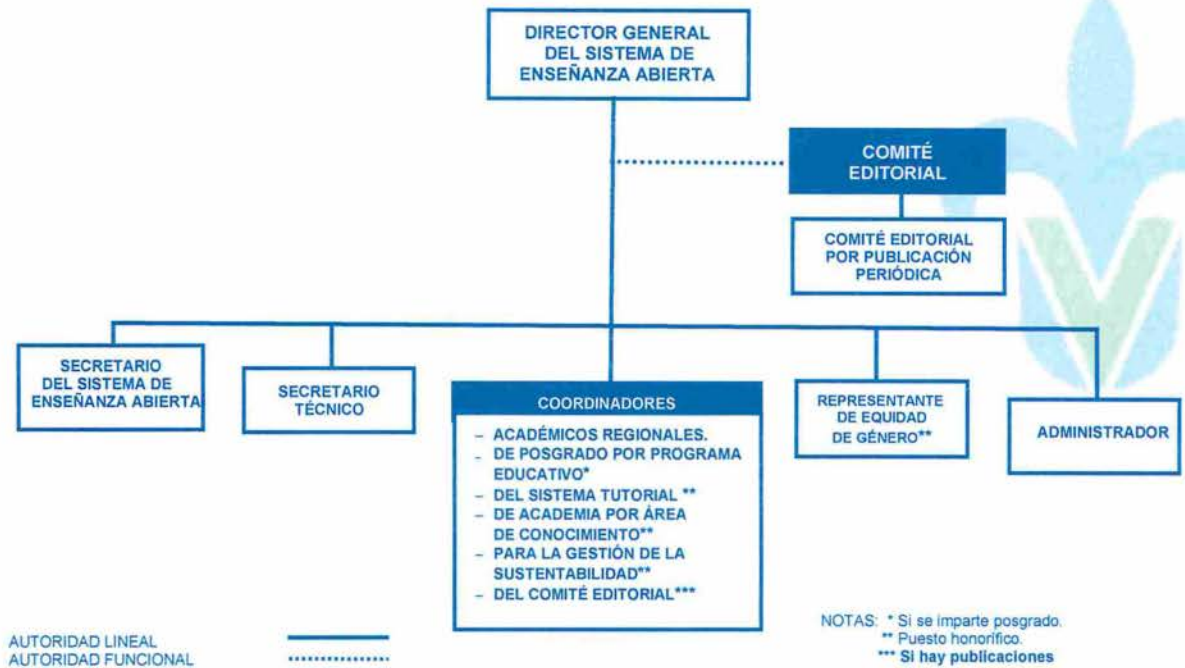 DIRECTOR GENERAL
DEL SISTEMA DE
ENSEÑANZA ABIERTA
COMITÉ
EDITORIAL
COMITÉ EDITORIAL
POR PUBLICACIÓN
PERIÓDICA
SECRETARIO
DEL SISTEMA DE
ENSEÑANZA ABIERTA
SECRETARIO
TÉCNICO
COORDINADORES
– ACADÉMICOS REGIONALES.
- DE POSGRADO POR PROGRAMA
EDUCATIVO*
– DEL SISTEMA TUTORIAL **
– DE ACADEMIA POR ÁREA
DE CONOCIMIENTO**
– PARA LA GESTIÓN DE LA
SUSTENTABILIDAD**
– DEL COMITÉ EDITORIAL***
REPRESENTANTE
DE EQUIDAD
DE GÉNERO**
ADMINISTRADOR
AUTORIDAD LINEAL
AUTORIDAD FUNCIONAL
NOTAS: * Si se imparte posgrado.
** Puesto honorífico.
*** Si hay publicaciones